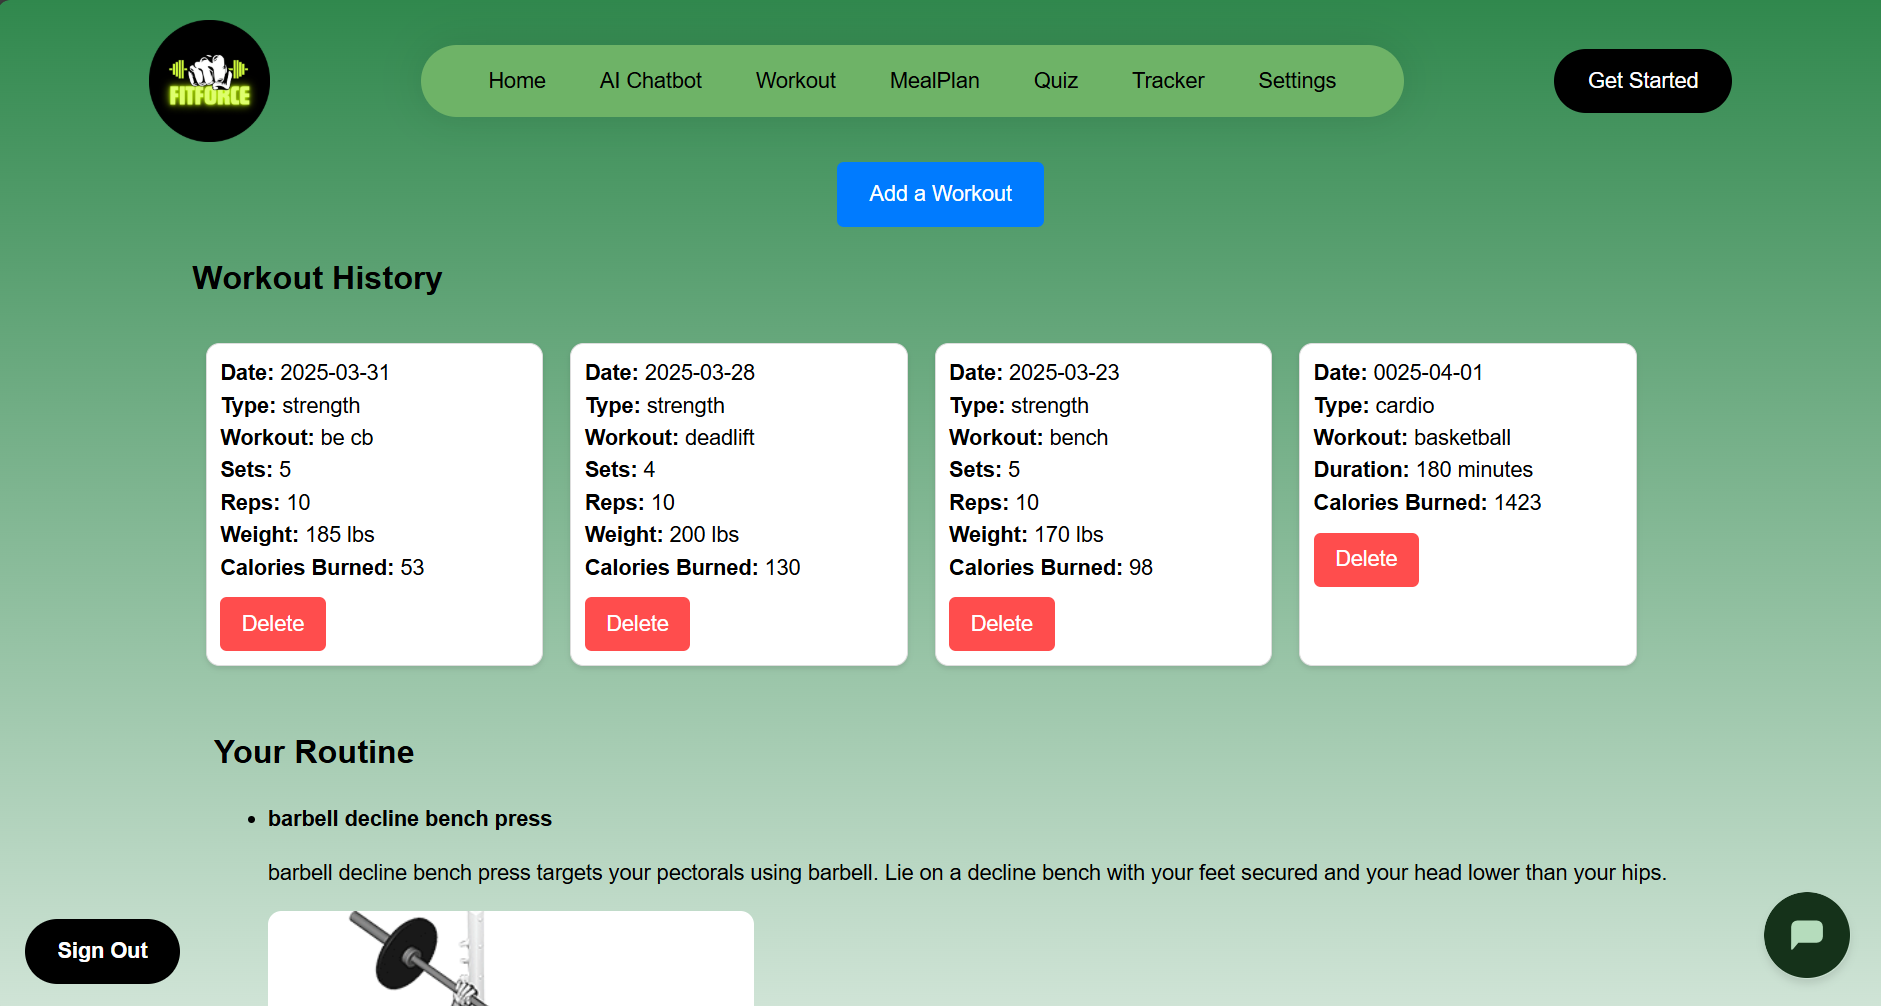 FITFORCE
Home AI Chatbot Workout MealPlan Quiz Tracker Settings
Get Started
Add a Workout
Workout History
Date: 2025-03-31
Type: strength
Workout: be cb
Sets: 5
Reps: 10
Weight: 185 lbs
Calories Burned: 53
Delete
Date: 2025-03-28
Type: strength
Workout: deadlift
Sets: 4
Reps: 10
Weight: 200 lbs
Calories Burned: 130
Delete
Date: 2025-03-23
Type: strength
Workout: bench
Sets: 5
Reps: 10
Weight: 170 lbs
Calories Burned: 98
Delete
Date: 0025-04-01
Type: cardio
Workout: basketball
Duration: 180 minutes
Calories Burned: 1423
Delete
Your Routine
• barbell decline bench press
barbell decline bench press targets your pectorals using barbell. Lie on a decline bench with your feet secured and your head lower than your hips.
Sign Out